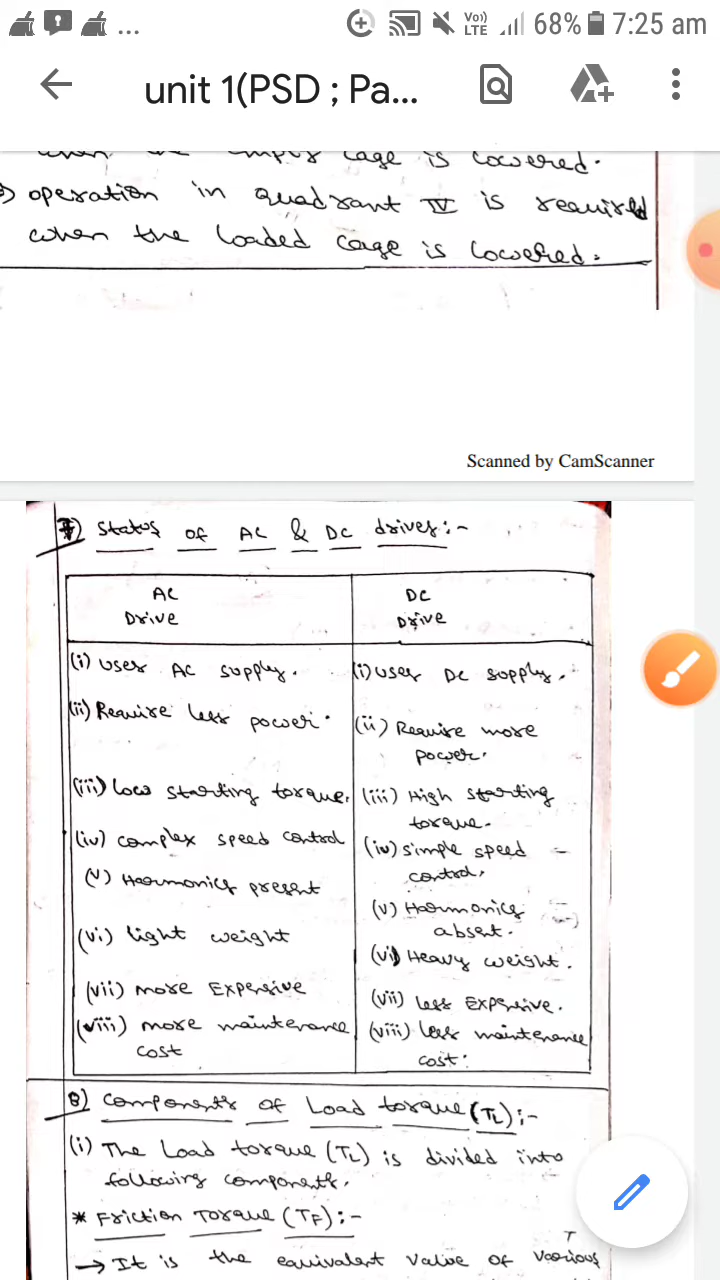 ... Vo)) LTE 68% 7:25 am
unit 1(PSD ; Pa...
cage is lowered.
operation in quadrant IV is required
when the loaded cage is lowered.
Scanned by CamScanner
7) Status of AC & DC drives:-
AC
Drive
DC
Drive
(i) Uses AC supply.
(i) Uses DC supply.
(ii) Require less power.
(ii) Require more
power.
(iii) Low starting torque.
(iii) High starting
torque.
(iv) complex speed control
(iv) simple speed
control.
(v) Harmonics present
(v) Harmonics
absent.
(vi) light weight
(vi) Heavy weight.
(vii) more Expensive
(vii) less Expensive.
(viii) more maintenance
cost
(viii) less maintenance
cost.
8) Components of Load torque (TL):-
(i) The Load torque (TL) is divided into
following components.
* Friction Torque (TF):-
→ It is the equivalent value of various